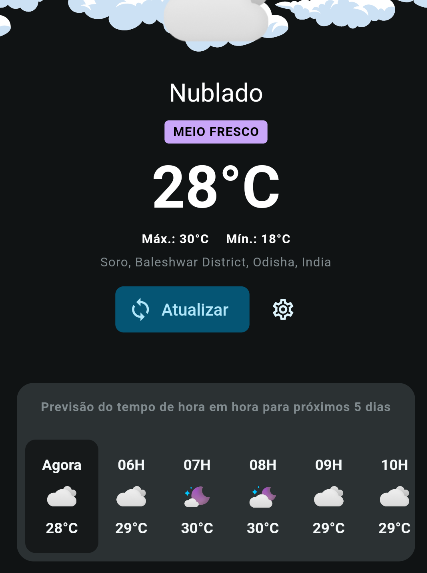 Nublado
MEIO FRESCO
28°C
Máx.: 30°C Mín.: 18°C
Soro, Baleshwar District, Odisha, India
Atualizar
Previsão do tempo de hora em hora para próximos 5 dias
Agora 06H 07H 08H 09H 10H
28°C 29°C 30°C 30°C 29°C 29°C